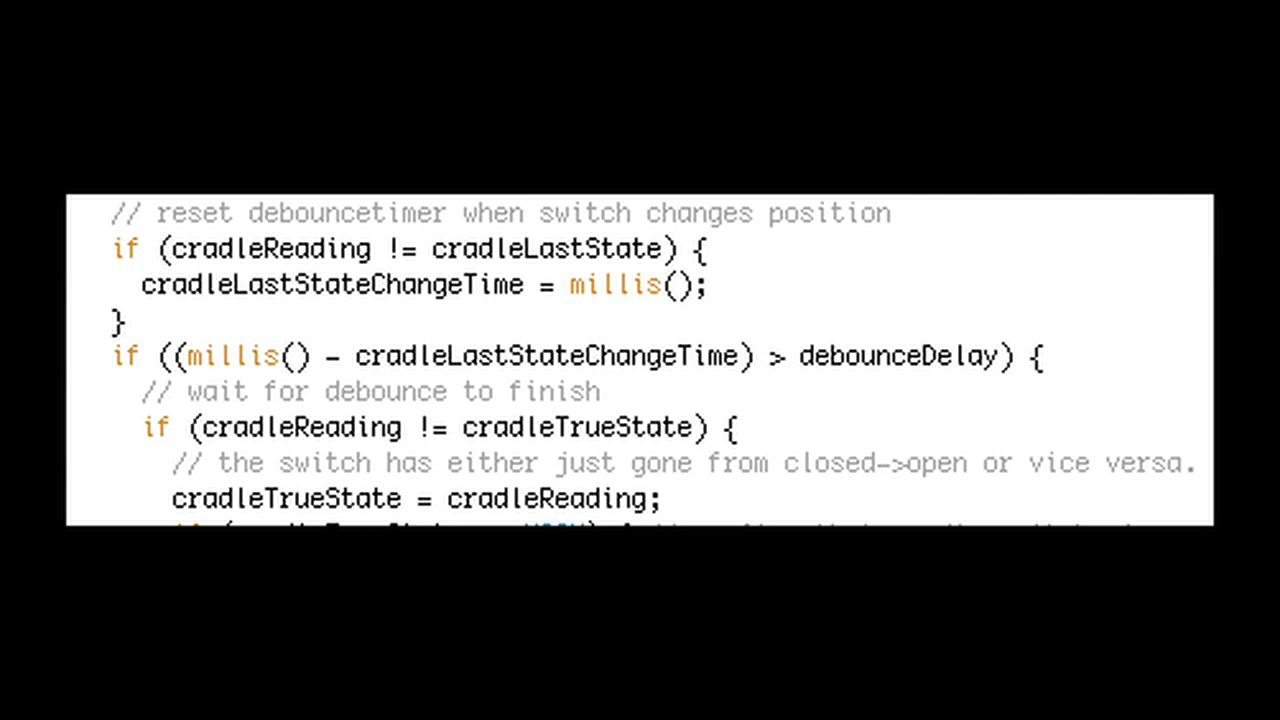 // reset debouncetimer when switch changes position
if (cradleReading != cradleLastState) {
cradleLastStateChangeTime = millis();
}
if ((millis() - cradleLastStateChangeTime) > debounceDelay) {
// wait for debounce to finish
if (cradleReading != cradleTrueState) {
// the switch has either just gone from closed->open or vice versa.
cradleTrueState = cradleReading;